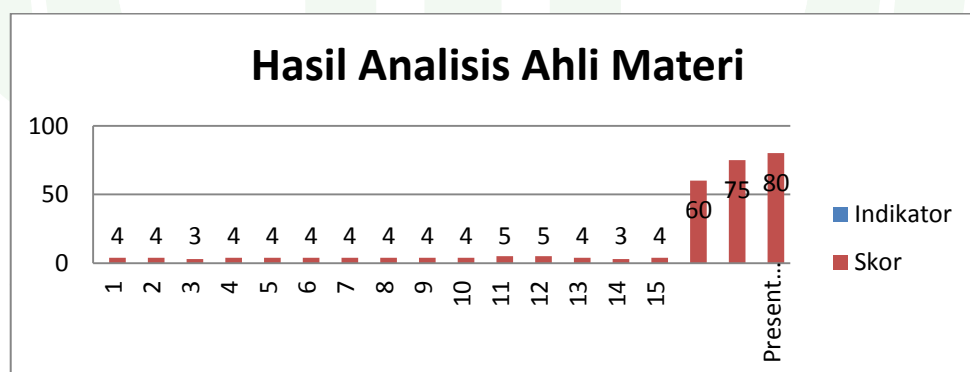 Hasil Analisis Ahli Materi
100
50
0
4 4 3 4 4 4 4 4 4 4 5 5 4 3 4 60 75 80
1 2 3 4 5 6 7 8 9 10 11 12 13 14 15 Present...
Indikator
Skor